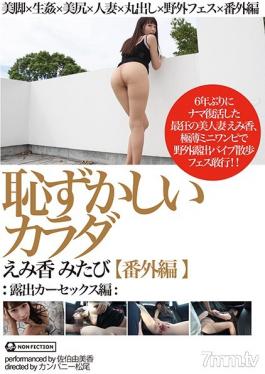 美脚×生姦×美尻×人妻×丸出し×野外フェス×番外編
6年ぶりに
ナマ復活した
最狂の美人妻えみ香、
極薄ミニワンピで
野外露出バイブ散歩
フェス敢行!!
恥ずかしい
カラダ
えみ香 みたび【番外編】
:露出カーセックス編:
NON FECTION
performanced by 佐伯由美香
directed by カンパニー松尾
7mm.tv